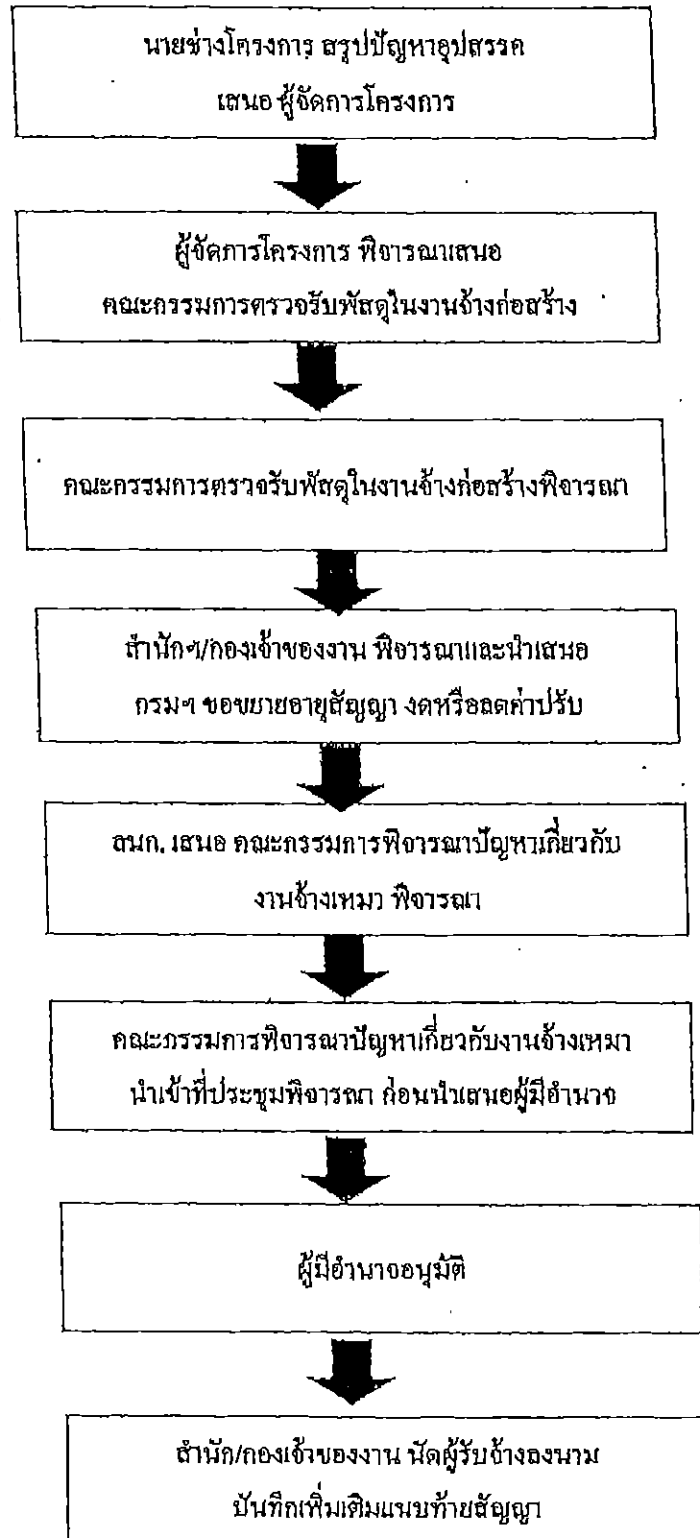 นายช่างโครงการ สรุปปัญหาอุปสรรค
เสนอ ผู้จัดการโครงการ
ผู้จัดการโครงการ พิจารณาเสนอ
คณะกรรมการตรวจรับพัสดุในงานจ้างก่อสร้าง
คณะกรรมการตรวจรับพัสดุในงานจ้างก่อสร้างพิจารณา
สำนักฯ/กองเจ้าของงาน พิจารณาและนำเสนอ
กรมฯ ขอขยายอายุสัญญา งดหรือลดค่าปรับ
สนก. เสนอ คณะกรรมการพิจารณาปัญหาเกี่ยวกับ
งานจ้างเหมา พิจารณา
คณะกรรมการพิจารณาปัญหาเกี่ยวกับงานจ้างเหมา
นำเข้าที่ประชุมพิจารณา ก่อนนำเสนอผู้มีอำนาจ
ผู้มีอำนาจอนุมัติ
สำนัก/กองเจ้าของงาน นัดผู้รับจ้างลงนาม
บันทึกเพิ่มเติมแนบท้ายสัญญา